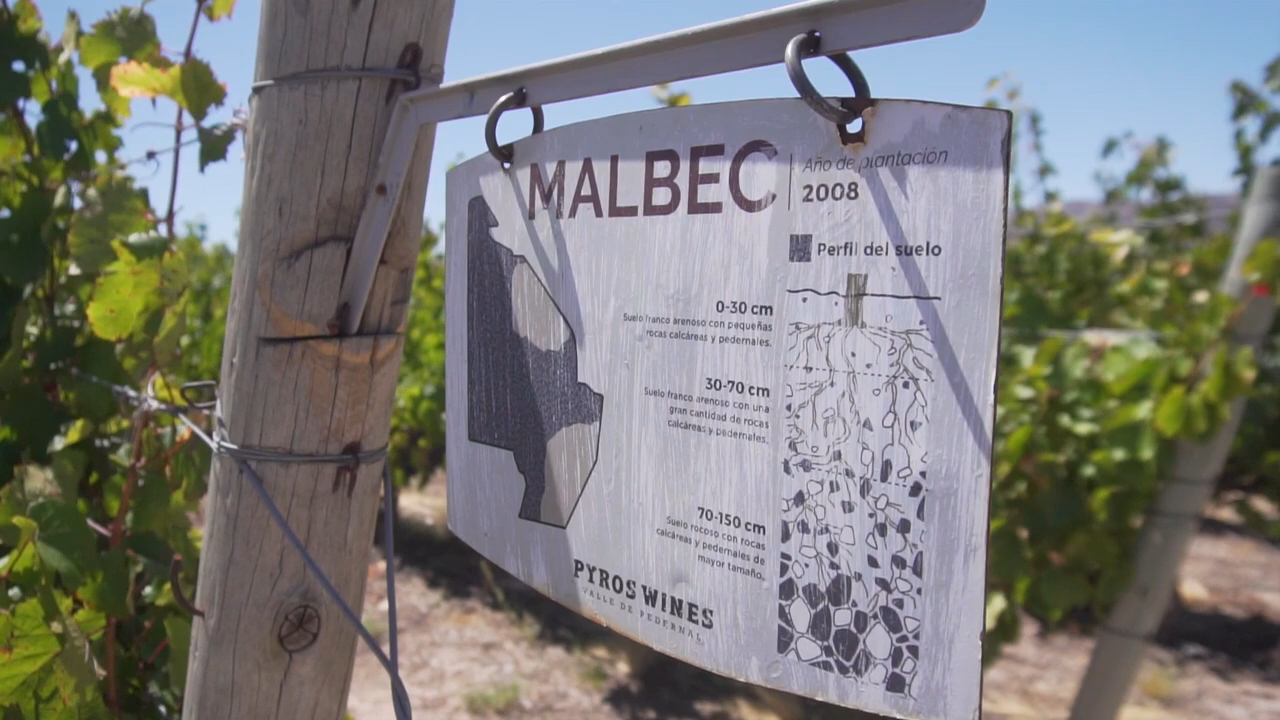 MALBEC
Año de plantación
2008
Perfil del suelo
0-30 cm
Suelo franco arenoso con pequeñas
rocas calcáreas y pedernales.
30-70 cm
Suelo franco arenoso con una
gran cantidad de rocas
calcáreas y pedernales.
70-150 cm
Suelo rocoso con rocas
calcáreas y pedernales de
mayor tamaño.
PYROS WINES
VALLE DE PEDERNAL